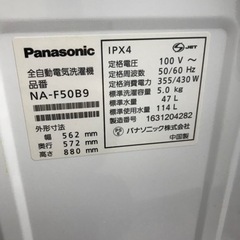 Panasonic
全自動電気洗濯機
品番
NA-F50B9
外形寸法
幅 562 mm
奥行 572 mm
高さ 880 mm
IPX4
JET
定格電圧 100 V~
定格周波数 50/60 Hz
定格消費電力 355/430 W
標準洗濯容量 5.0 kg
標準水量 47 L
標準使用水量 114 L
製造番号 1631204282
パナソニック株式会社
中国製